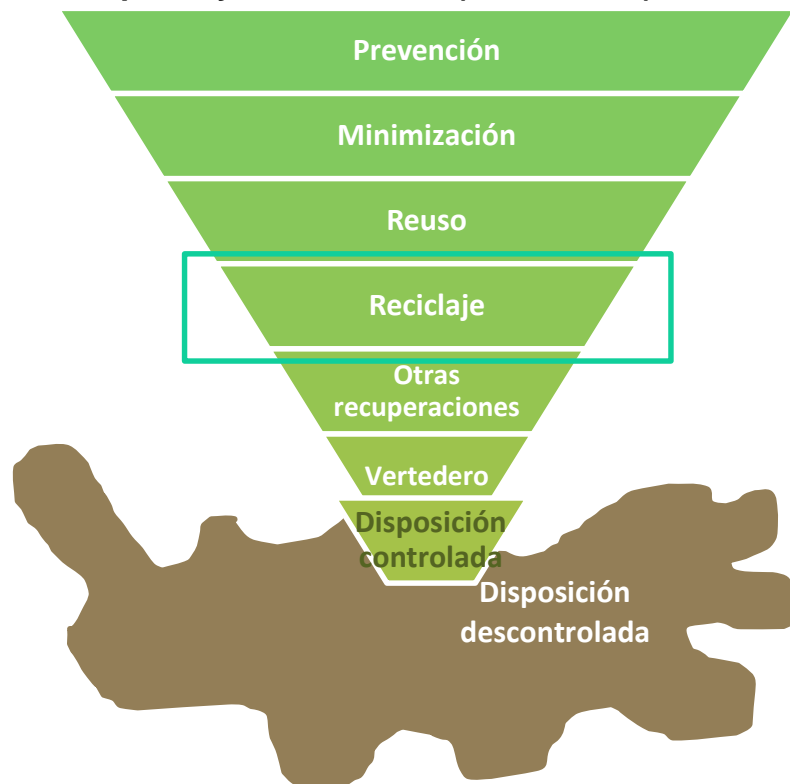 Prevención
Minimización
Reuso
Reciclaje
Otras
recuperaciones
Vertedero
Disposición
controlada
Disposición
descontrolada